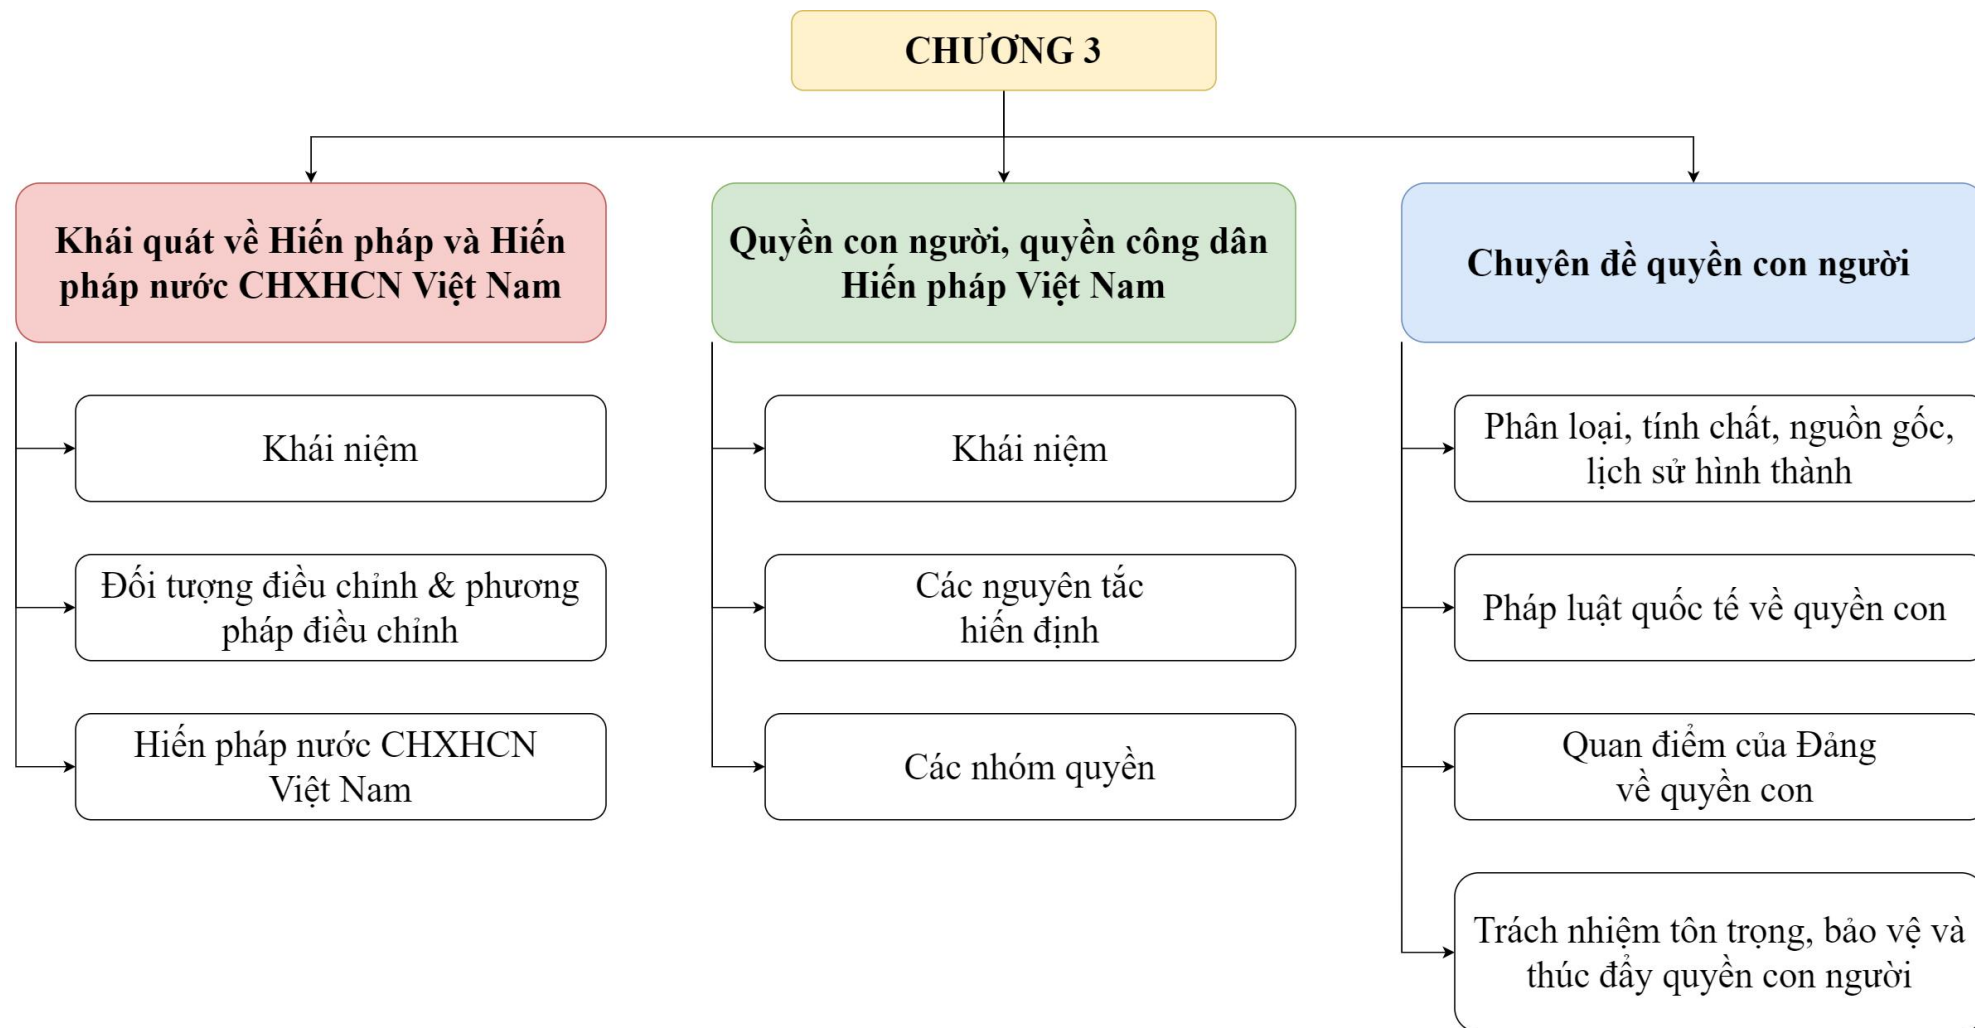 CHƯƠNG 3
Khái quát về Hiến pháp và Hiến
pháp nước CHXHCN Việt Nam
Khái niệm
Đối tượng điều chỉnh & phương
pháp điều chỉnh
Hiến pháp nước CHXHCN
Việt Nam
Quyền con người, quyền công dân
Hiến pháp Việt Nam
Khái niệm
Các nguyên tắc
hiến định
Các nhóm quyền
Chuyên đề quyền con người
Phân loại, tính chất, nguồn gốc,
lịch sử hình thành
Pháp luật quốc tế về quyền con
Quan điểm của Đảng
về quyền con
Trách nhiệm tôn trọng, bảo vệ và
thúc đẩy quyền con người